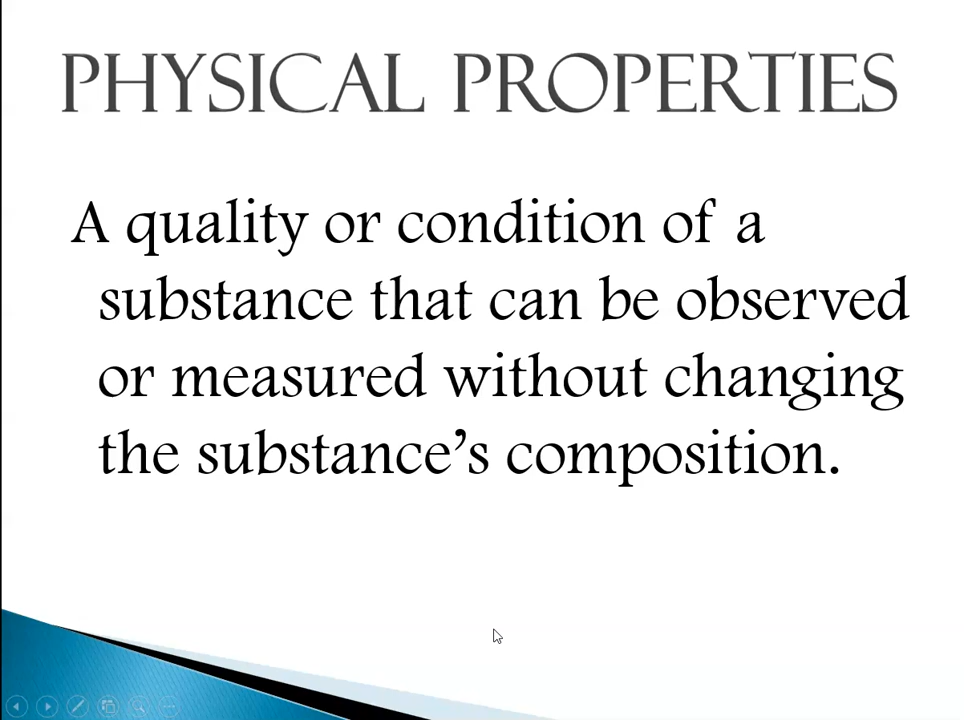 PHYSICAL PROPERTIES
A quality or condition of a
substance that can be observed
or measured without changing
the substance’s composition.